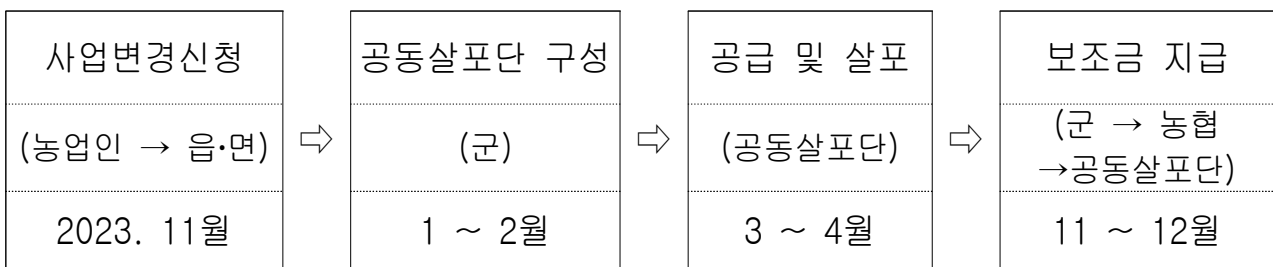 사업변경신청
(농업인 → 읍·면)
2023. 11월
⇨
공동살포단 구성
(군)
1 ~ 2월
⇨
공급 및 살포
(공동살포단)
3 ~ 4월
⇨
보조금 지급
(군 → 농협
→공동살포단)
11 ~ 12월